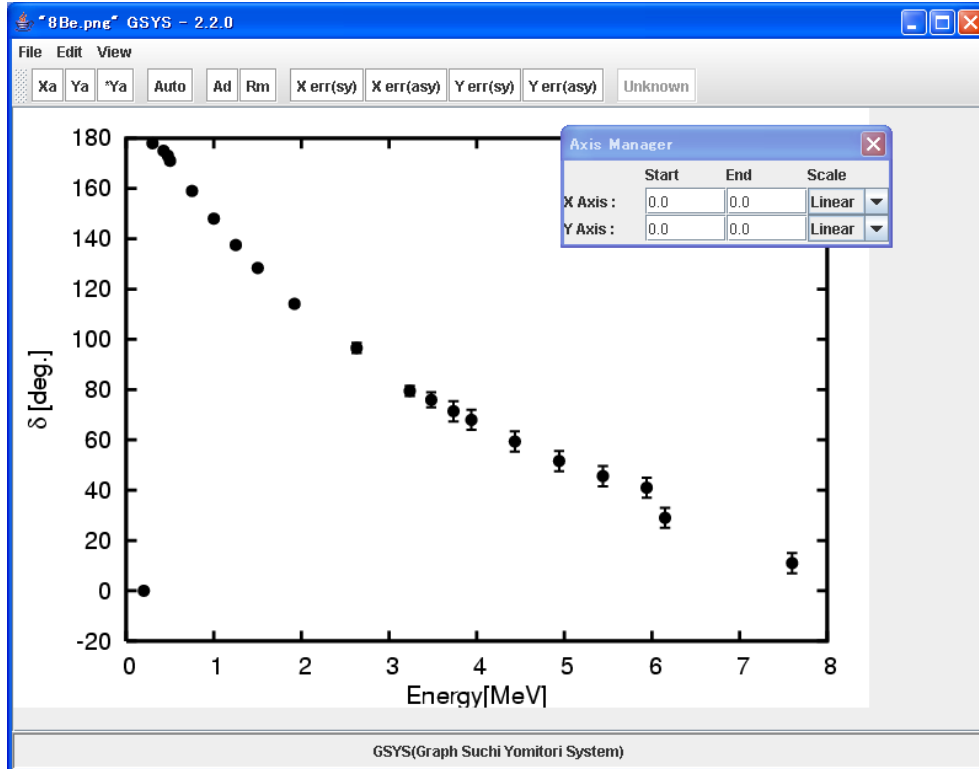 "8Be.png" GSYS - 2.2.0
File Edit View
Xa Ya *Ya Auto Ad Rm X err(sy) X err(asy) Y err(sy) Y err(asy) Unknown
Axis Manager
Start End Scale
X Axis : 0.0 0.0 Linear
Y Axis : 0.0 0.0 Linear
180
160
140
120
100
80
60
40
20
0
-20
δ [deg.]
0 1 2 3 4 5 6 7 8
Energy[MeV]
GSYS(Graph Suchi Yomitori System)